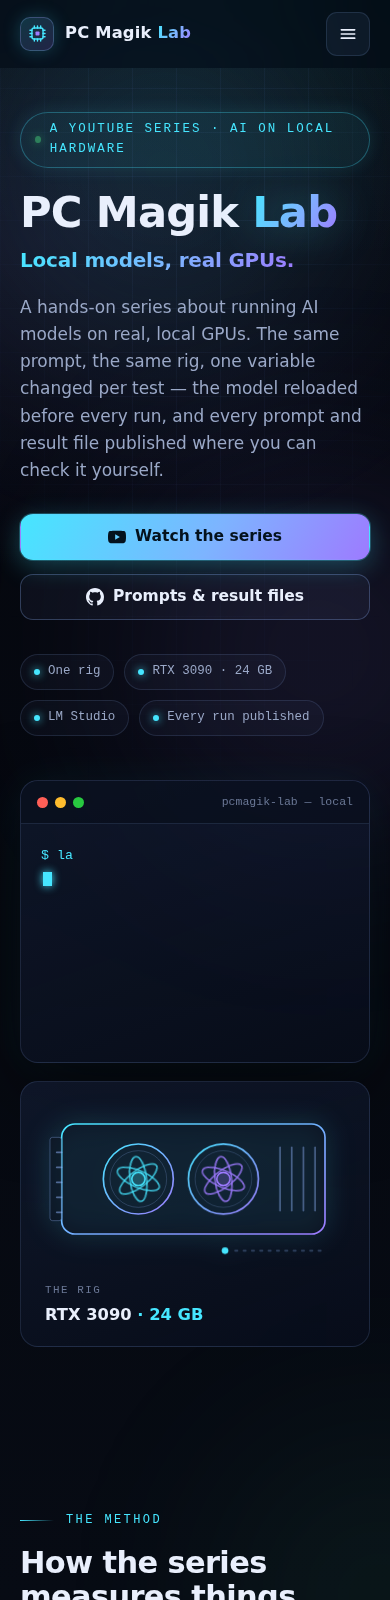 PC Magik Lab
A YOUTUBE SERIES · AI ON LOCAL
HARDWARE
PC Magik Lab
Local models, real GPUs.
A hands-on series about running AI
models on real, local GPUs. The same
prompt, the same rig, one variable
changed per test — the model reloaded
before every run, and every prompt and
result file published where you can
check it yourself.
Watch the series
Prompts & result files
One rig
RTX 3090 · 24 GB
LM Studio
Every run published
pcmagik-lab — local
$ la
THE RIG
RTX 3090 · 24 GB
THE METHOD
How the series
measures things